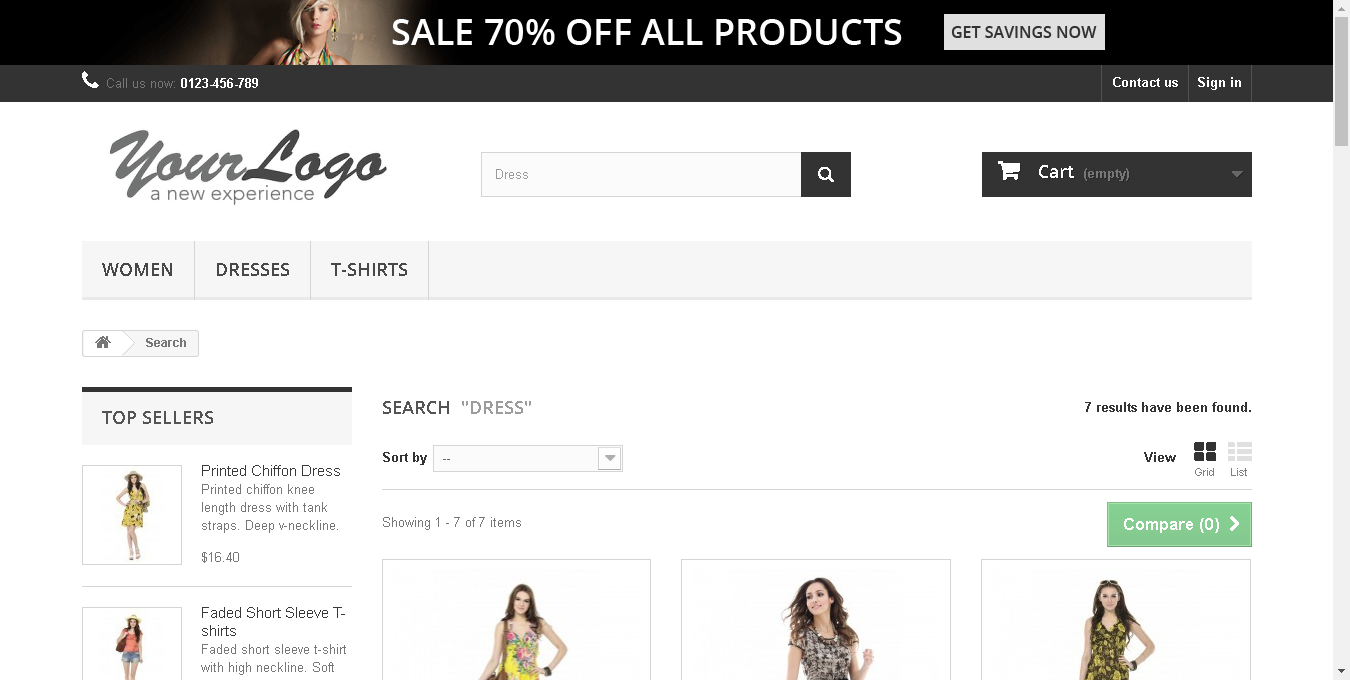 SALE 70% OFF ALL PRODUCTS
GET SAVINGS NOW
Call us now: 0123-456-789
Contact us
Sign in
YourLogo
a new experience
Dress
Cart (empty)
WOMEN
DRESSES
T-SHIRTS
Search
TOP SELLERS
Printed Chiffon Dress
Printed chiffon knee
length dress with tank
straps. Deep v-neckline.
$16.40
Faded Short Sleeve T-
shirts
Faded short sleeve t-shirt
with high neckline. Soft
SEARCH "DRESS"
7 results have been found.
Sort by --
View
Grid
List
Showing 1 - 7 of 7 items
Compare (0)